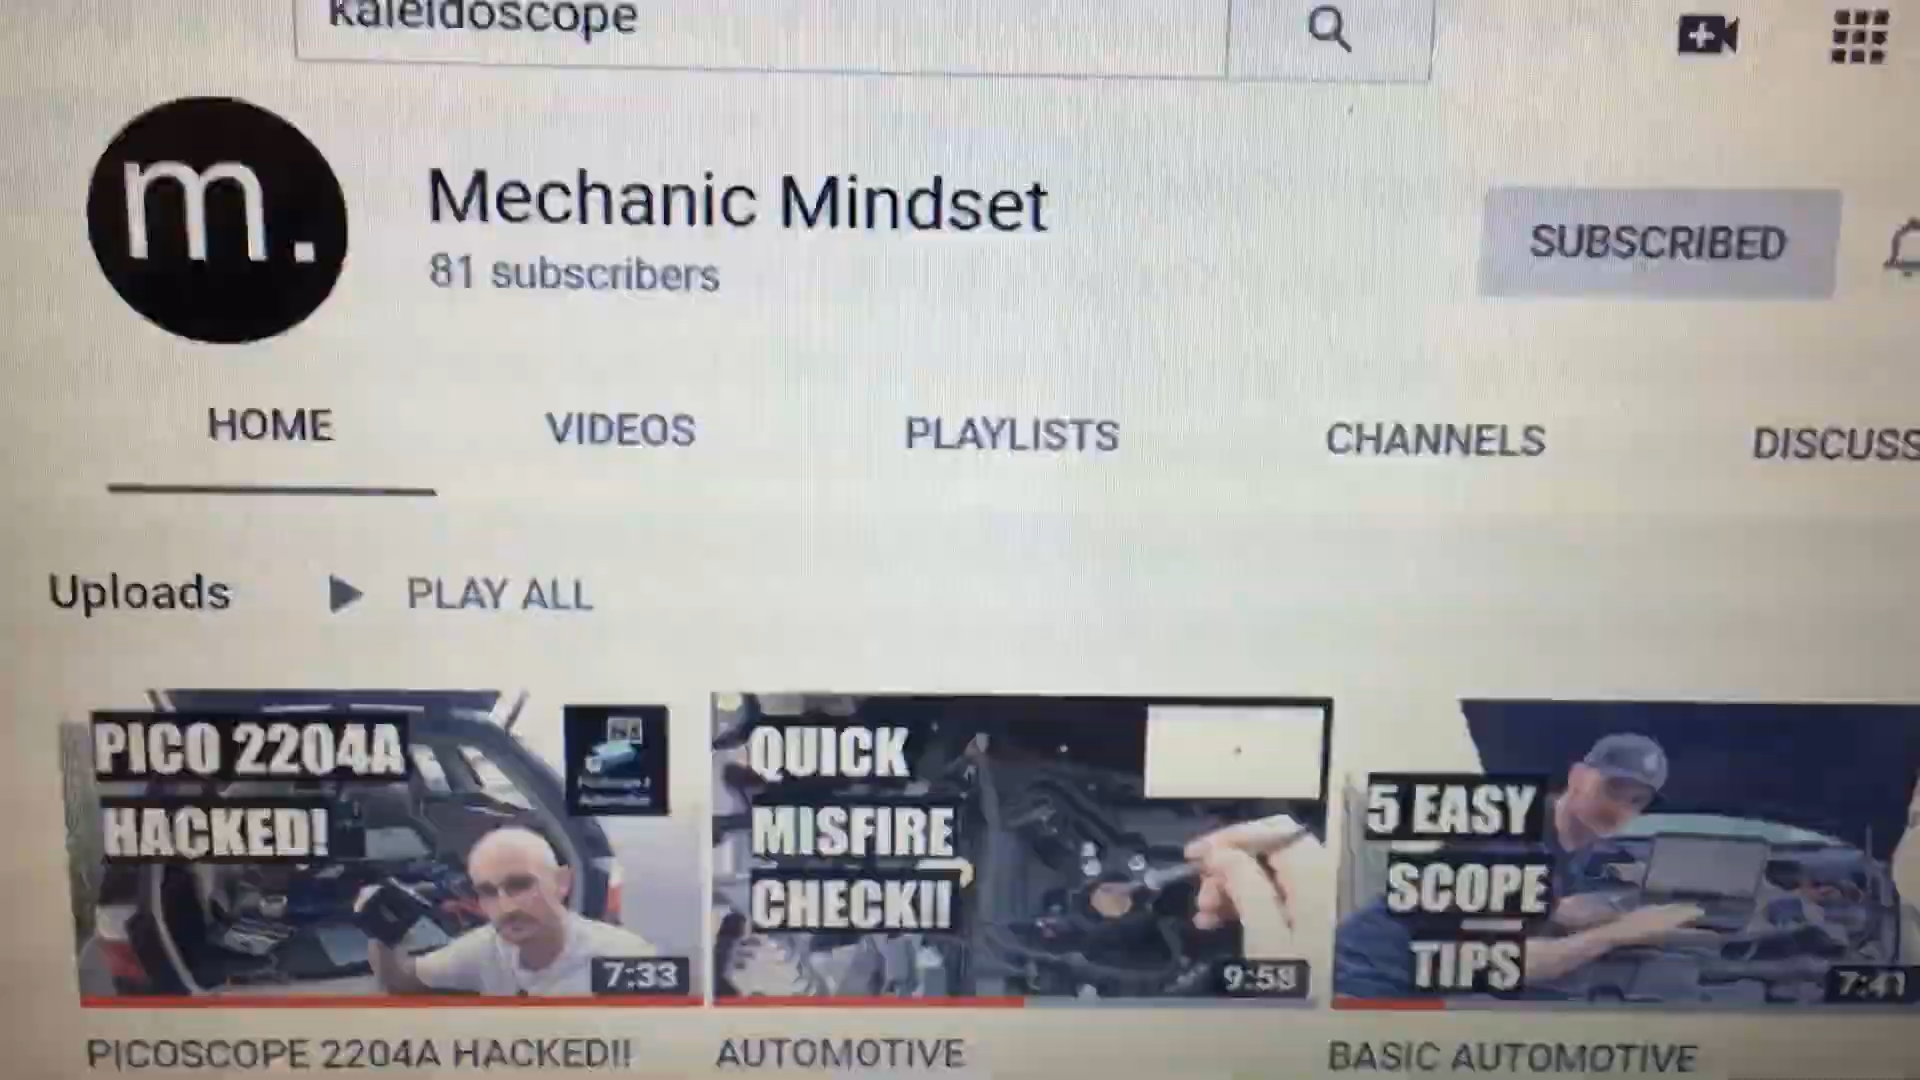 kaleidoscope
m.
Mechanic Mindset
81 subscribers
SUBSCRIBED
HOME
VIDEOS
PLAYLISTS
CHANNELS
DISCUSS
Uploads
PLAY ALL
PICO 2204A
HACKED!
7:33
QUICK
MISFIRE
CHECK!!
9:58
5 EASY
SCOPE
TIPS
7:41
PICOSCOPE 2204A HACKED!!
AUTOMOTIVE
BASIC AUTOMOTIVE